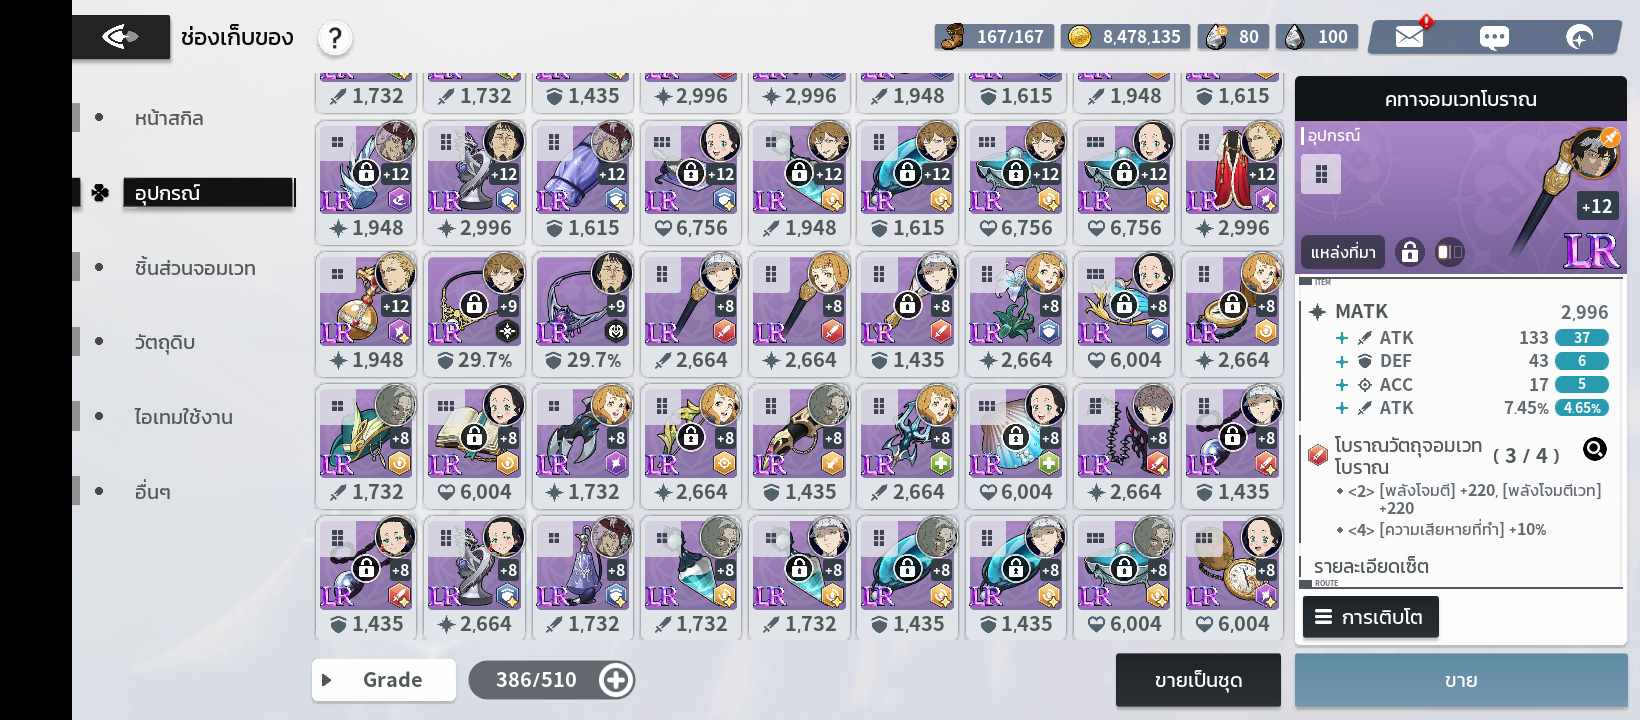 ช่องเก็บของ
?
167/167
8,478,135
80
100
หน้าสกิล
อุปกรณ์
ชิ้นส่วนจอมเวท
วัตถุดิบ
ไอเทมใช้งาน
อื่นๆ
1,732 1,732 1,435 2,996 2,996 1,948 1,615 1,948 1,615
+12 +12 +12 +12 +12 +12 +12 +12 +12
LR LR LR LR LR LR LR LR LR
1,948 2,996 1,615 6,756 1,948 1,615 6,756 6,756 2,996
+12 +9 +9 +8 +8 +8 +8 +8 +8
LR LR LR LR LR LR LR LR LR
1,948 29.7% 29.7% 2,664 2,664 1,435 2,664 6,004 2,664
+8 +8 +8 +8 +8 +8 +8 +8 +8
LR LR LR LR LR LR LR LR LR
1,732 6,004 1,732 2,664 1,435 2,664 6,004 2,664 1,435
+8 +8 +8 +8 +8 +8 +8 +8 +8
LR LR LR LR LR LR LR LR LR
1,435 2,664 1,732 1,732 1,732 1,435 1,435 6,004 6,004
Grade
386/510
ขายเป็นชุด
คทาจอมเวทโบราณ
อุปกรณ์
+12
แหล่งที่มา
LR
ITEM
MATK 2,996
+ ATK 133 37
+ DEF 43 6
+ ACC 17 5
+ ATK 7.45% 4.65%
โบราณวัตถุจอมเวท
โบราณ
( 3 / 4 )
<2> [พลังโจมตี] +220, [พลังโจมตีเวท]
+220
<4> [ความเสียหายที่ทำ] +10%
รายละเอียดเซ็ต
ROUTE
การเติบโต
ขาย